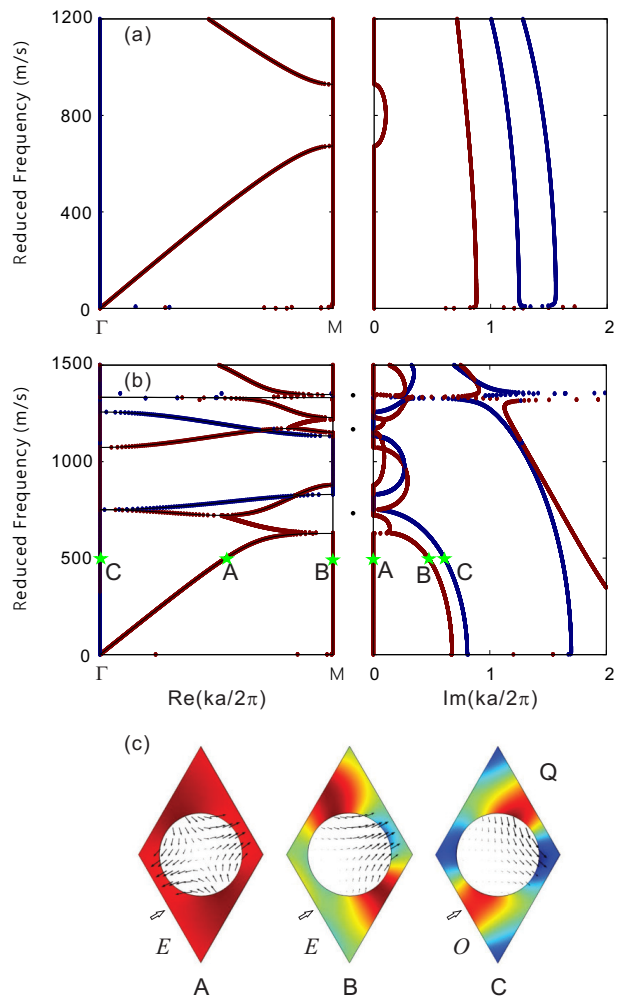 (a)
1200
800
400
0
Reduced Frequency (m/s)
Γ
M
0
1
2
(b)
1500
1000
500
0
Reduced Frequency (m/s)
C
A
B
A
B
C
Γ
M
0
1
2
Re(ka/2π)
Im(ka/2π)
(c)
Q
E
E
O
A
B
C